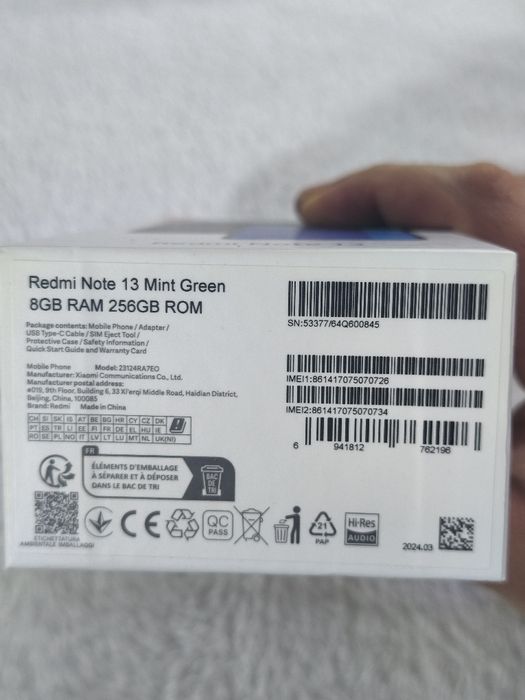 Redmi Note 13
Redmi Note 13 Mint Green
8GB RAM 256GB ROM
Package contents: Mobile Phone / Adapter /
USB Type-C Cable / SIM Eject Tool /
Protective Case / Safety Information /
Quick Start Guide and Warranty Card
Mobile Phone Model: 23124RA7EO
Manufacturer: Xiaomi Communications Co., Ltd.
Manufacturer postal address:
#019, 9th Floor, Building 6, 33 Xi'erqi Middle Road, Haidian District,
Beijing, China, 100085
Brand: Redmi Made in China
CH SI SK IS AT BE BG HR CY CZ DK
PT ES TR LI EE FI FR DE EL HU IE
RO SE PL NO IT LV LT LU MT NL UK(NI)
SN:53377/64Q600845
IMEI1:861417075070726
IMEI2:861417075070734
6 941812 762196
FR
ÉLÉMENTS D'EMBALLAGE
À SÉPARER ET À DÉPOSER
DANS LE BAC DE TRI
BAC
DE
TRI
ETICHETTATURA
AMBIENTALE IMBALLAGGI
CE
QC
PASS
21
PAP
Hi-Res
AUDIO
2024.03